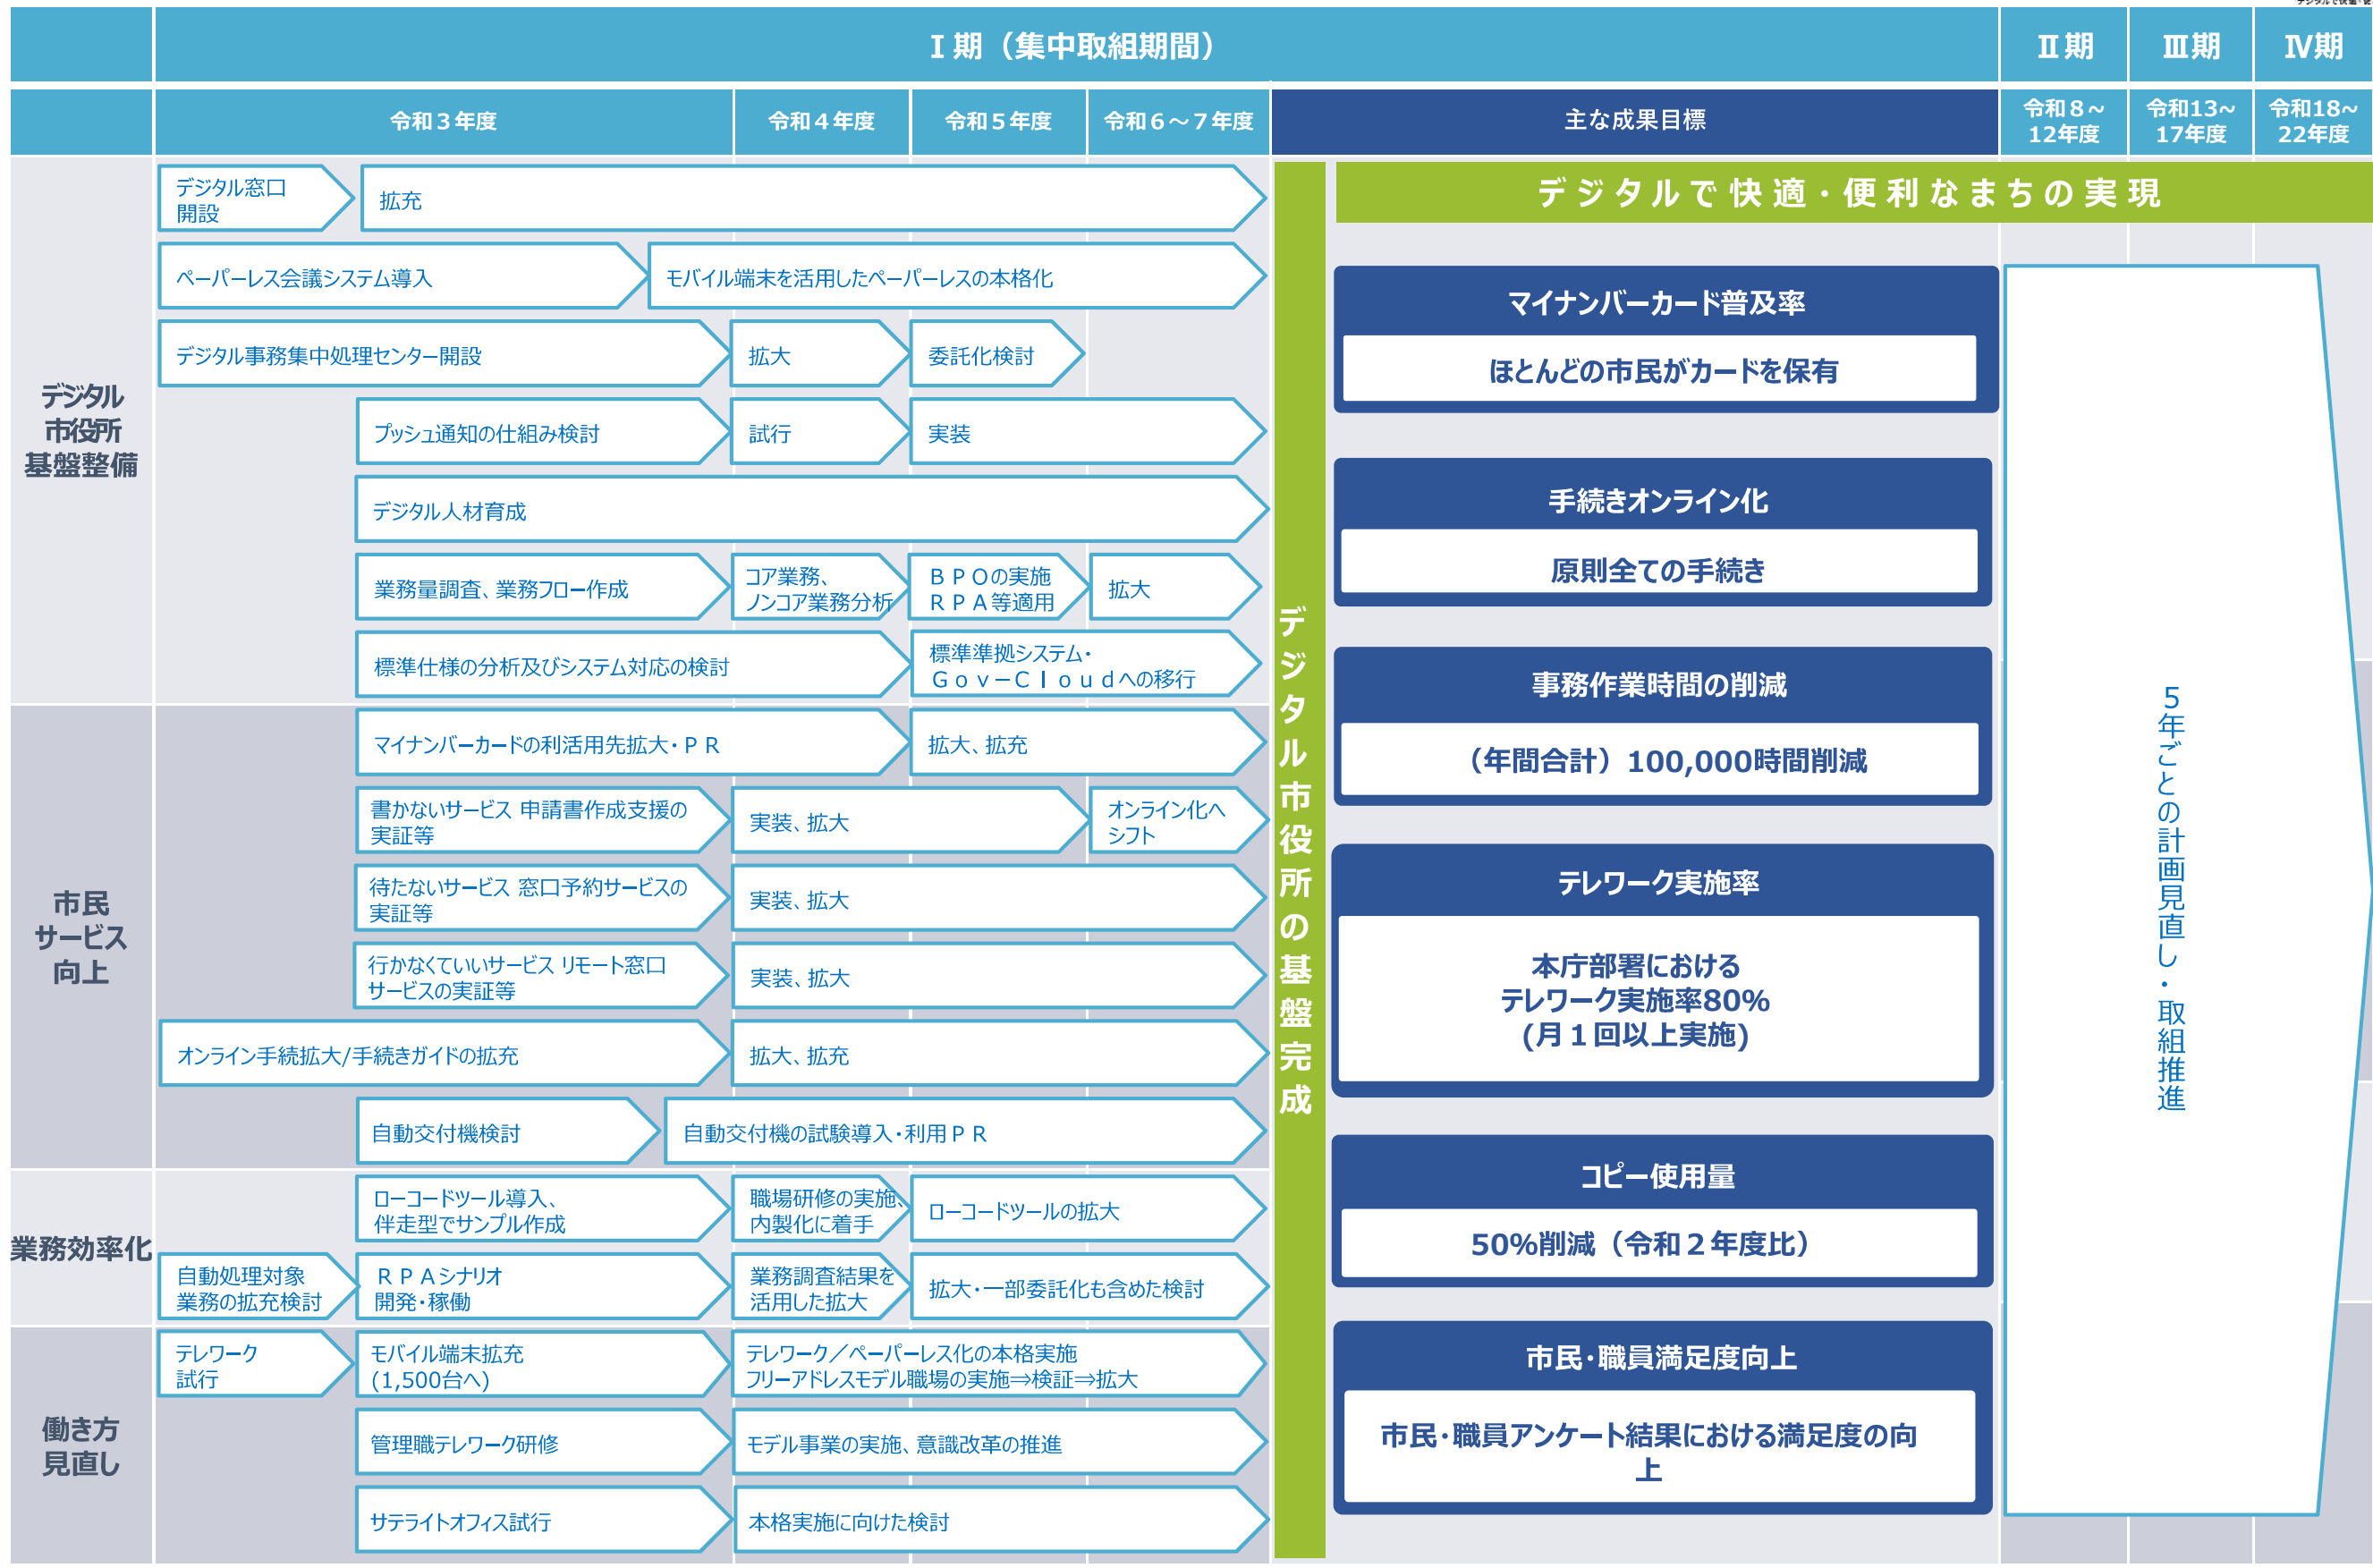 Ⅰ期（集中取組期間）
Ⅱ期
Ⅲ期
Ⅳ期
令和３年度
令和４年度
令和５年度
令和６～７年度
主な成果目標
令和８～
12年度
令和13～
17年度
令和18～
22年度
デジタル
市役所
基盤整備
デジタル窓口
開設
拡充
ペーパーレス会議システム導入
モバイル端末を活用したペーパーレスの本格化
デジタル事務集中処理センター開設
拡大
委託化検討
プッシュ通知の仕組み検討
試行
実装
デジタル人材育成
業務量調査、業務フロー作成
コア業務、
ノンコア業務分析
ＢＰＯの実施
ＲＰＡ等適用
拡大
標準仕様の分析及びシステム対応の検討
標準準拠システム・
Ｇｏｖ－Ｃｌｏｕｄへの移行
市民
サービス
向上
マイナンバーカードの利活用先拡大・ＰＲ
拡大、拡充
書かないサービス 申請書作成支援の
実証等
実装、拡大
オンライン化へ
シフト
待たないサービス 窓口予約サービスの
実証等
実装、拡大
行かなくていいサービス リモート窓口
サービスの実証等
実装、拡大
オンライン手続拡大/手続きガイドの拡充
拡大、拡充
自動交付機検討
自動交付機の試験導入・利用ＰＲ
業務効率化
ローコードツール導入、
伴走型でサンプル作成
職場研修の実施、
内製化に着手
ローコードツールの拡大
自動処理対象
業務の拡充検討
ＲＰＡシナリオ
開発・稼働
業務調査結果を
活用した拡大
拡大・一部委託化も含めた検討
働き方
見直し
テレワーク
試行
モバイル端末拡充
(1,500台へ)
テレワーク／ペーパーレス化の本格実施
フリーアドレスモデル職場の実施⇒検証⇒拡大
管理職テレワーク研修
モデル事業の実施、意識改革の推進
サテライトオフィス試行
本格実施に向けた検討
デジタル市役所の基盤完成
デジタルで快適・便利なまちの実現
マイナンバーカード普及率
ほとんどの市民がカードを保有
手続きオンライン化
原則全ての手続き
事務作業時間の削減
（年間合計）100,000時間削減
テレワーク実施率
本庁部署における
テレワーク実施率80%
(月１回以上実施)
コピー使用量
50%削減（令和２年度比）
市民・職員満足度向上
市民・職員アンケート結果における満足度の向
上
５年ごとの計画見直し・取組推進